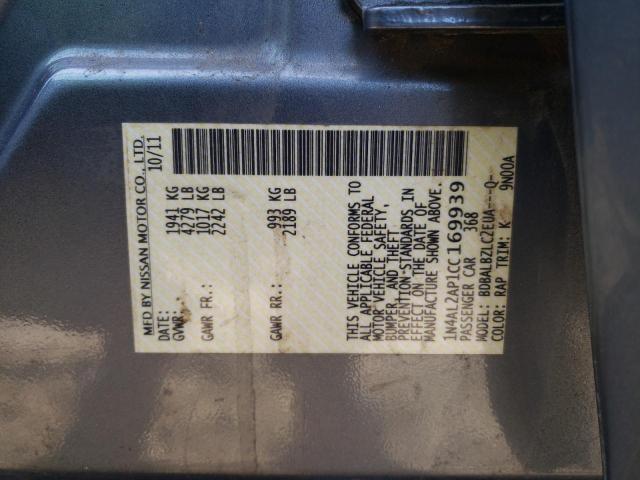 MFD BY NISSAN MOTOR CO., LTD.
DATE: 10/11
GVWR: 1941 KG
4279 LB
GAWR FR: 1017 KG
2242 LB
GAWR RR: 993 KG
2189 LB
THIS VEHICLE CONFORMS TO
ALL APPLICABLE FEDERAL
MOTOR VEHICLE SAFETY,
BUMPER, AND THEFT
PREVENTION STANDARDS IN
EFFECT ON THE DATE OF
MANUFACTURE SHOWN ABOVE.
1N4AL2AP1CC169939
PASSENGER CAR 368
MODEL: BDBALBZLC2EUA---Q-
COLOR: RAP TRIM: K 9N00A